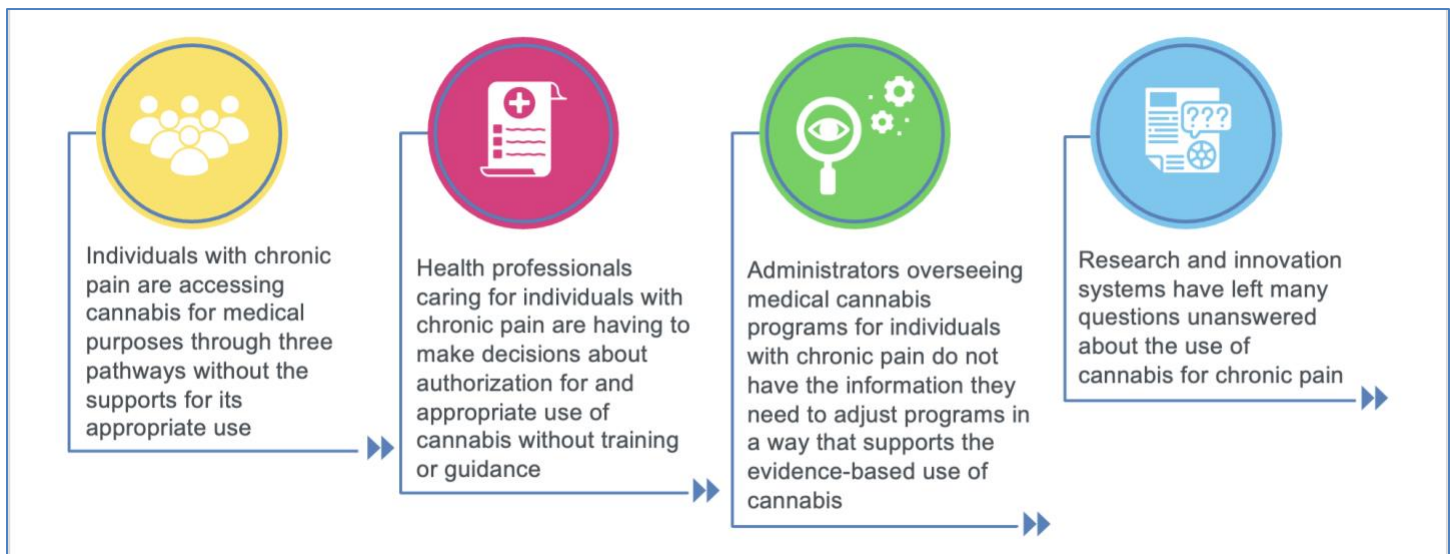 Individuals with chronic
pain are accessing
cannabis for medical
purposes through three
pathways without the
supports for its
appropriate use
Health professionals
caring for individuals with
chronic pain are having to
make decisions about
authorization for and
appropriate use of
cannabis without training
or guidance
Administrators overseeing
medical cannabis
programs for individuals
with chronic pain do not
have the information they
need to adjust programs in
a way that supports the
evidence-based use of
cannabis
???
Research and innovation
systems have left many
questions unanswered
about the use of
cannabis for chronic pain